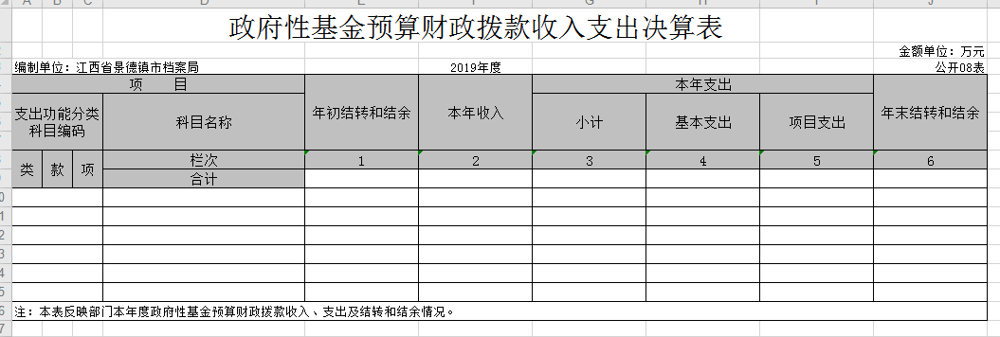 A B C D E F G H I J
政府性基金预算财政拨款收入支出决算表
金额单位：万元
编制单位：江西省景德镇市档案局 2019年度 公开08表
项 目 本年支出
支出功能分类科目编码 科目名称 年初结转和结余 本年收入 小计 基本支出 项目支出 年末结转和结余
类 款 项 栏次 1 2 3 4 5 6
合计
注：本表反映部门本年度政府性基金预算财政拨款收入、支出及结转和结余情况。